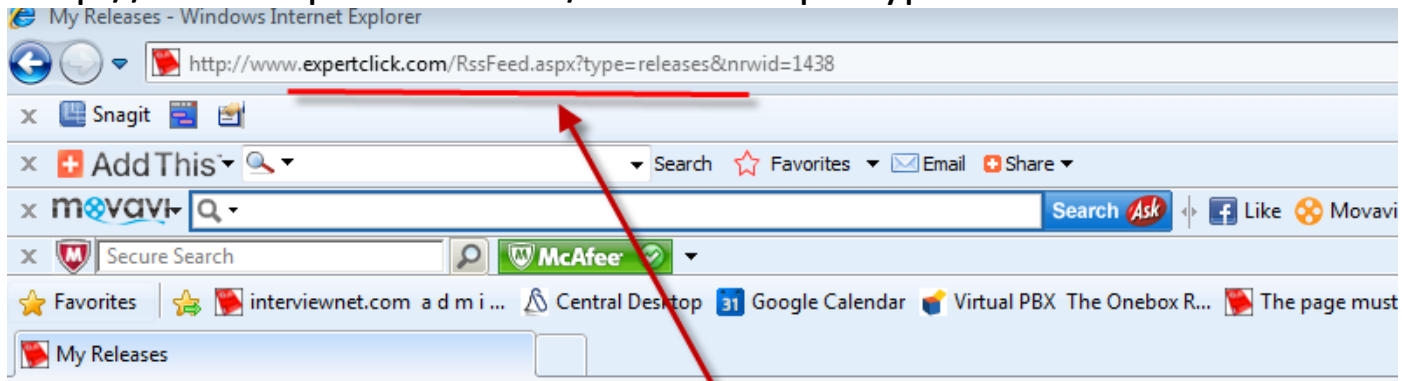 My Releases - Windows Internet Explorer
http://www.expertclick.com/RssFeed.aspx?type=releases&nrwid=1438
x Snagit
x AddThis Search Favorites Email Share
x movavi Search Ask Like Movavi
x Secure Search McAfee
Favorites interviewnet.com a d m i ... Central Desktop 31 Google Calendar Virtual PBX The Onebox R... The page must
My Releases